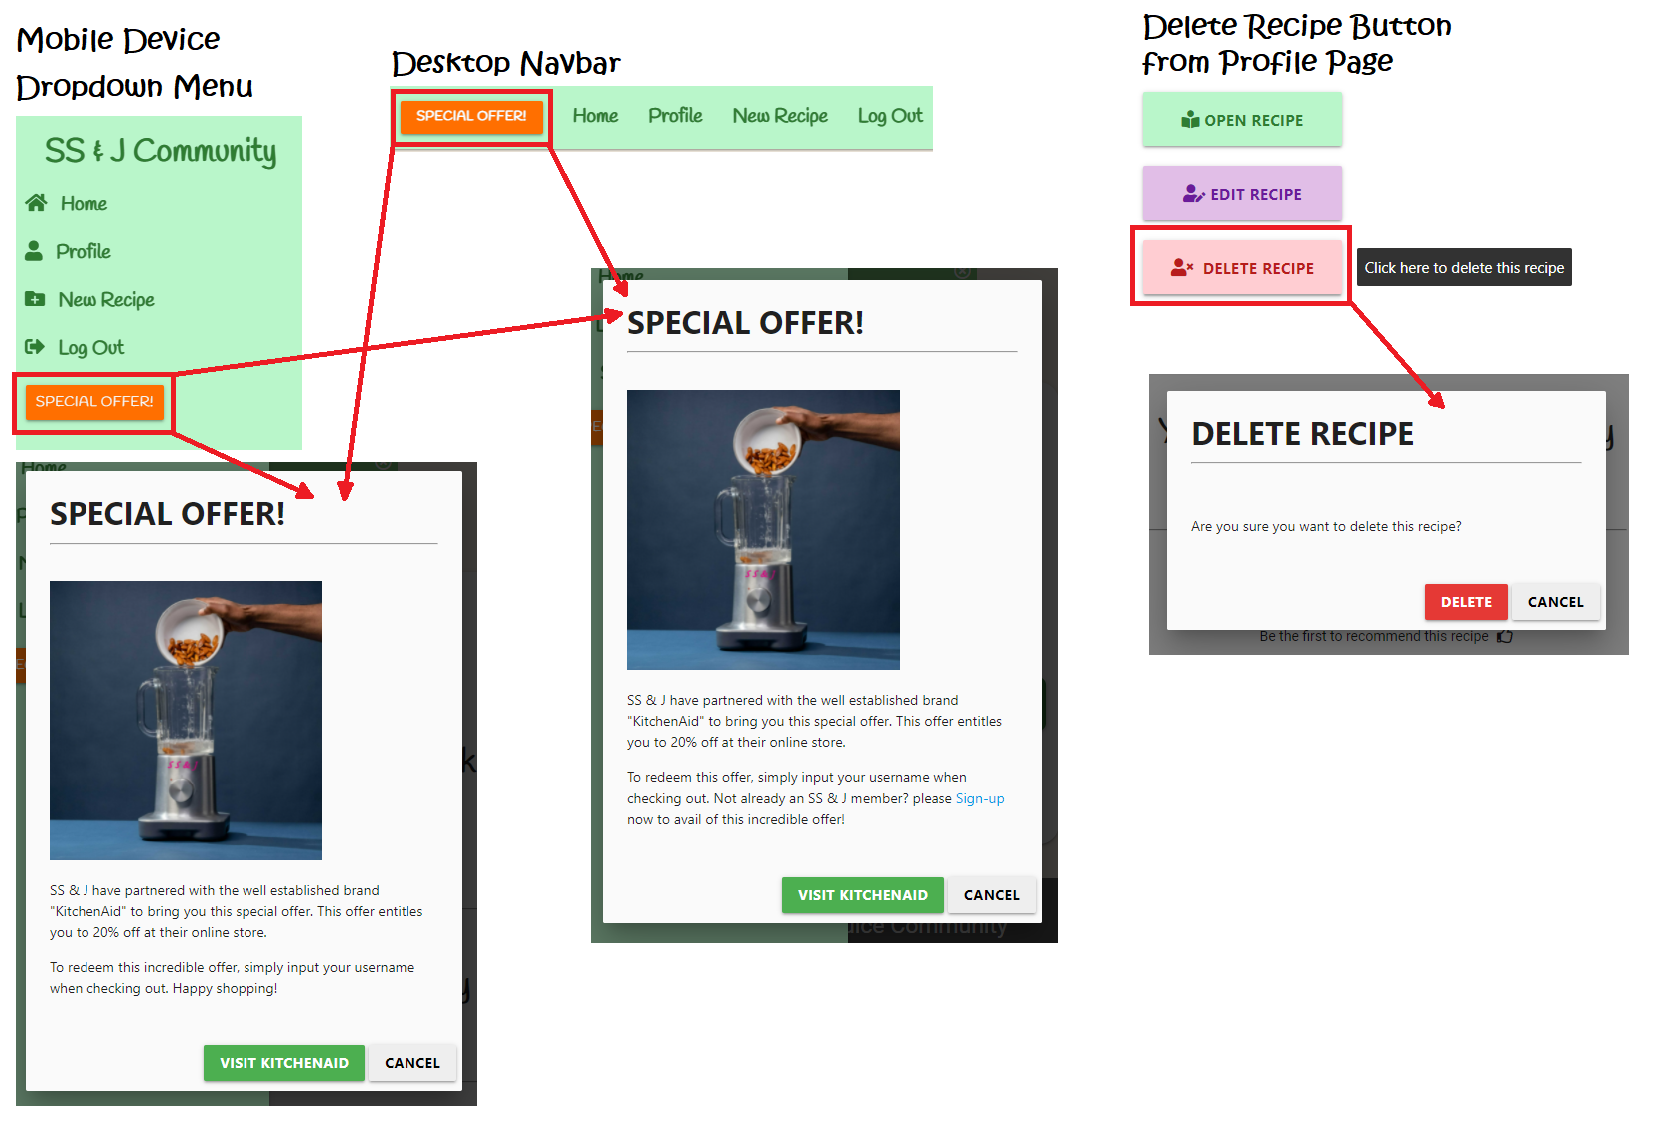 Mobile Device
Dropdown Menu
SS & J Community
Home
Profile
New Recipe
Log Out
SPECIAL OFFER!
Desktop Navbar
SPECIAL OFFER! Home Profile New Recipe Log Out
Delete Recipe Button
from Profile Page
OPEN RECIPE
EDIT RECIPE
DELETE RECIPE
Click here to delete this recipe
Home
SPECIAL OFFER!
SS & J
SS & J have partnered with the well established brand
"KitchenAid" to bring you this special offer. This offer entitles
you to 20% off at their online store.
To redeem this incredible offer, simply input your username
when checking out. Happy shopping!
VISIT KITCHENAID CANCEL
Home
SPECIAL OFFER!
SS & J
SS & J have partnered with the well established brand
"KitchenAid" to bring you this special offer. This offer entitles
you to 20% off at their online store.
To redeem this offer, simply input your username when
checking out. Not already an SS & J member? please Sign-up
now to avail of this incredible offer!
VISIT KITCHENAID CANCEL
Community
DELETE RECIPE
Are you sure you want to delete this recipe?
DELETE CANCEL
Be the first to recommend this recipe